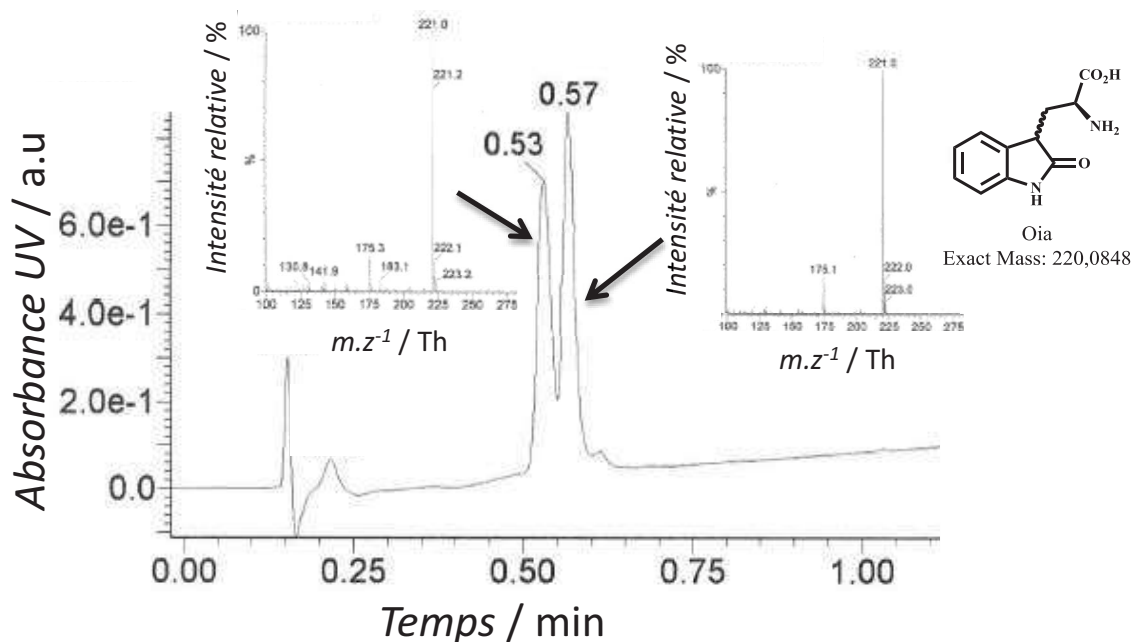 Absorbance UV / a.u
6.0e-1
4.0e-1
2.0e-1
0.0
0.00
0.25
0.50
0.75
1.00
Temps / min
0.53
0.57
Intensité relative / %
100
%
0
221.0
221.2
222.1
223.2
175.3
183.1
141.9
100 125 150 175 200 225 250 275
m.z⁻¹ / Th
Intensité relative / %
100
%
175.1
222.0
223.0
100 125 150 175 200 225 250 275
m.z⁻¹ / Th
CO₂H
NH₂
O
N
H
Oia
Exact Mass: 220,0848